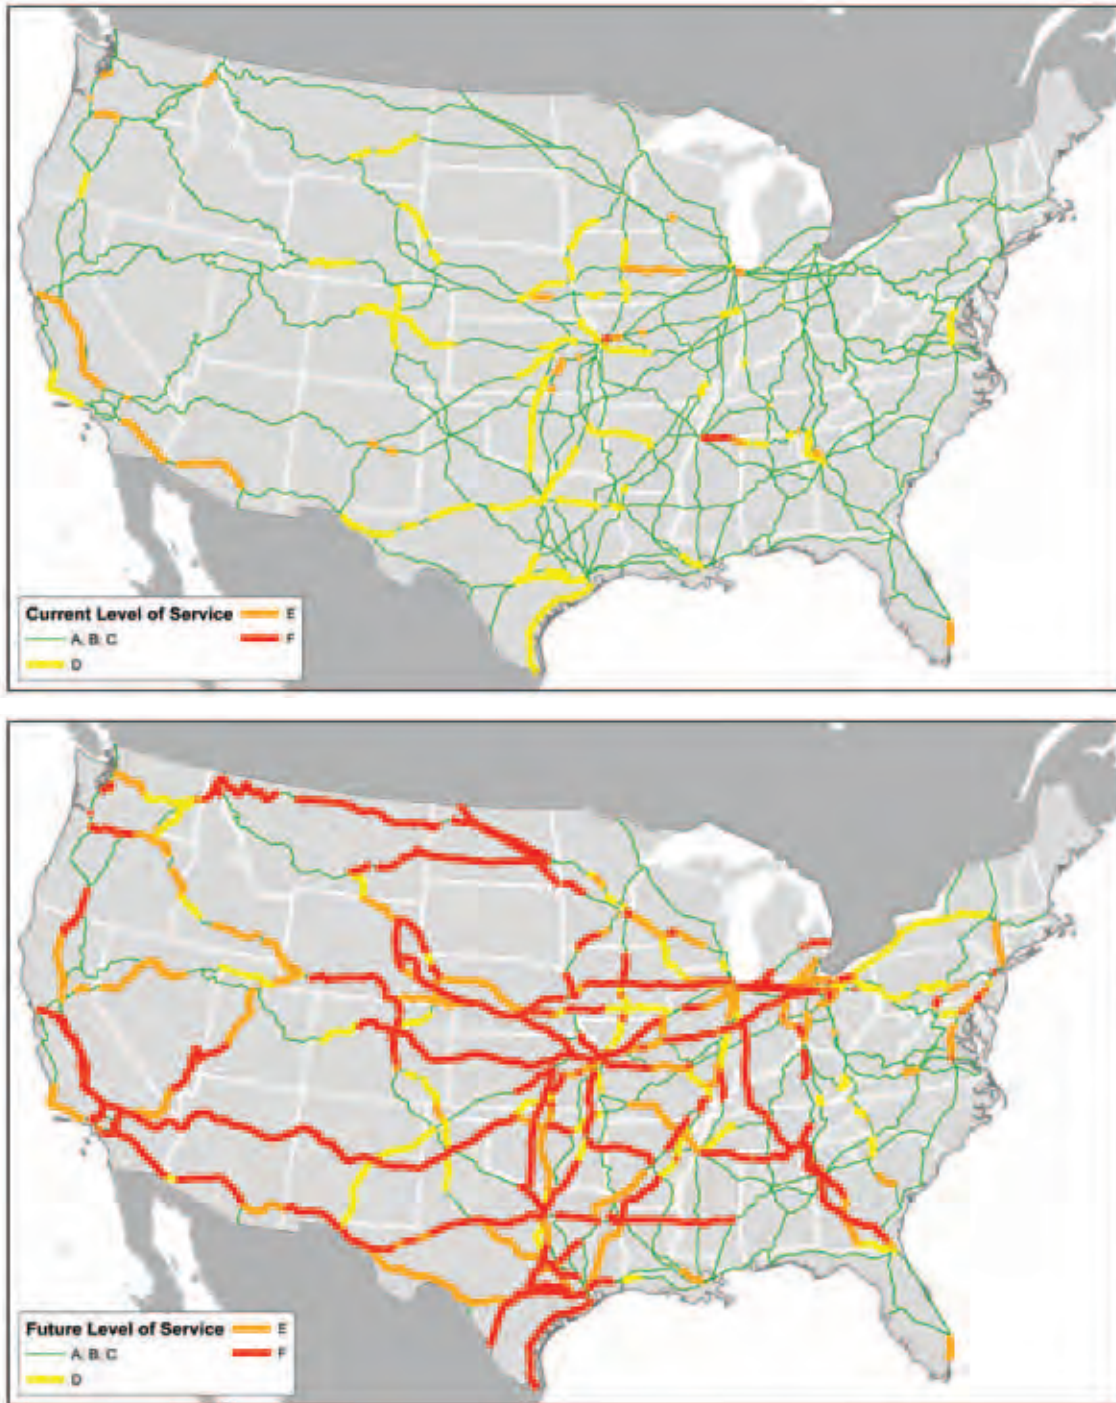 Current Level of Service E
A, B, C F
D
Future Level of Service E
A, B, C F
D